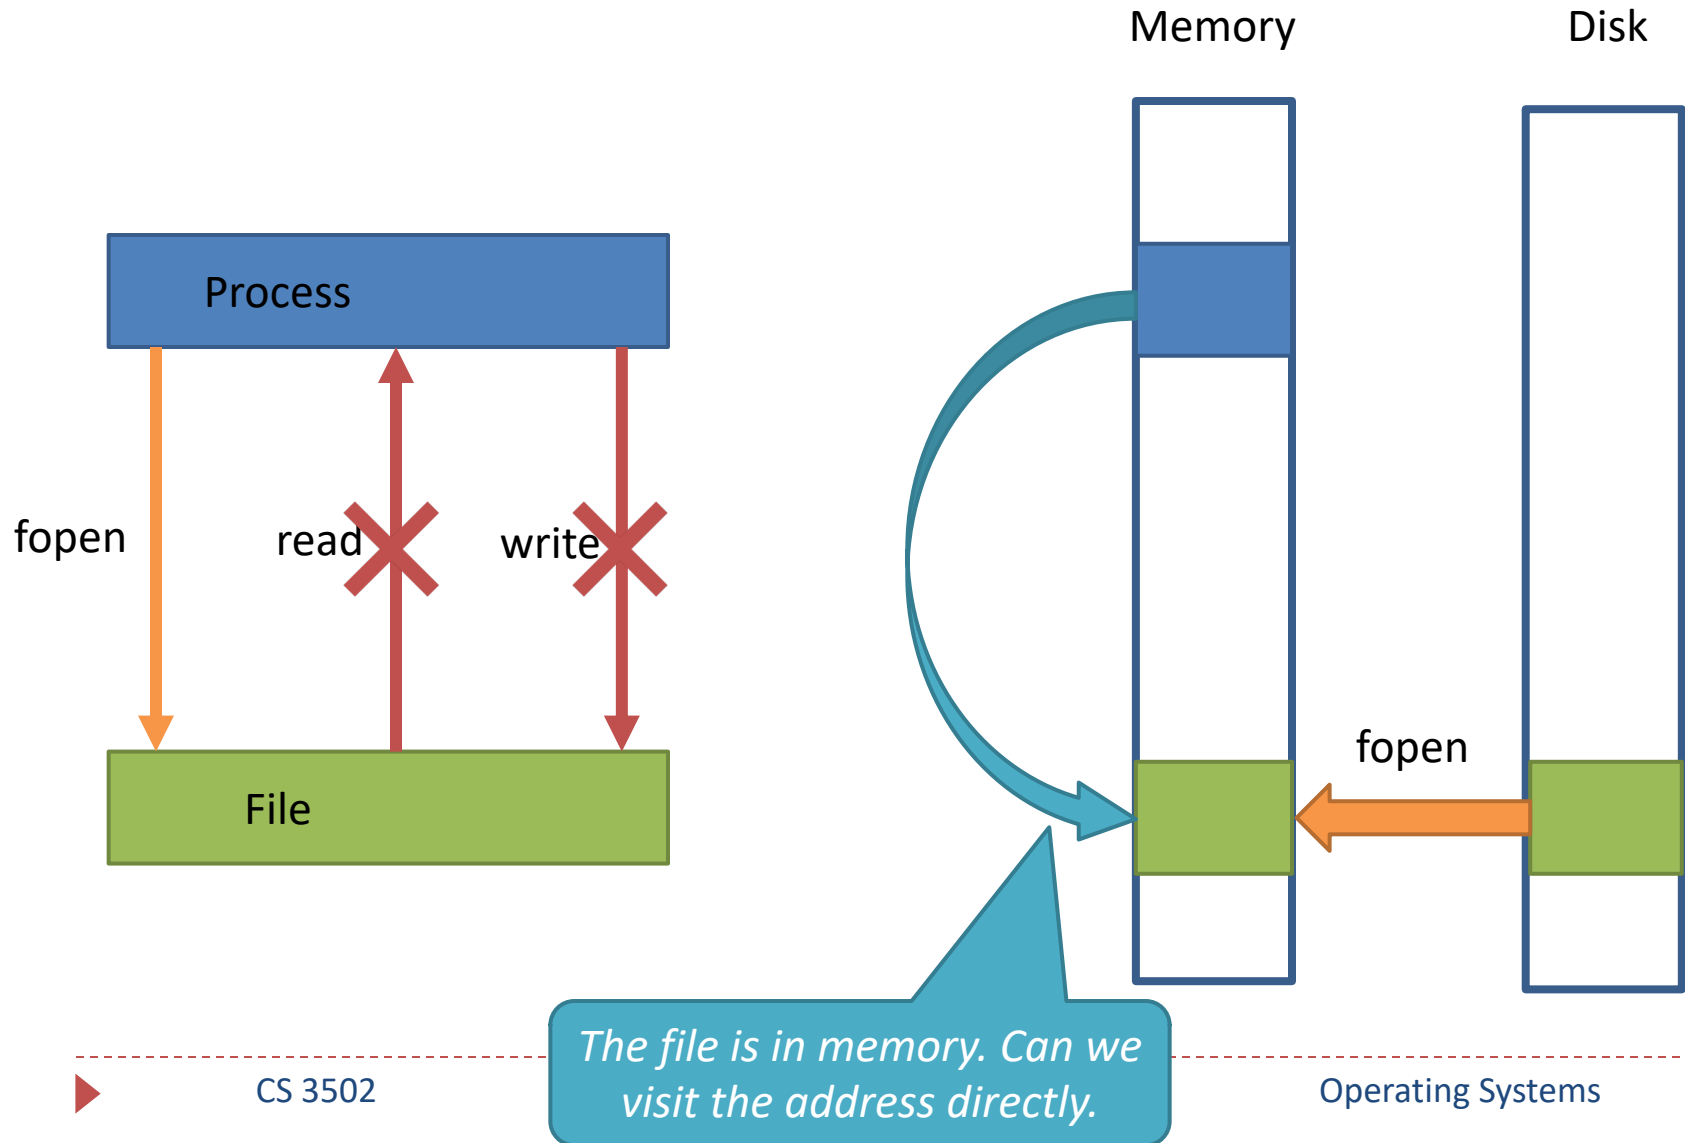 Memory
Disk
Process
fopen
read
write
File
fopen
The file is in memory. Can we
visit the address directly.
CS 3502
Operating Systems